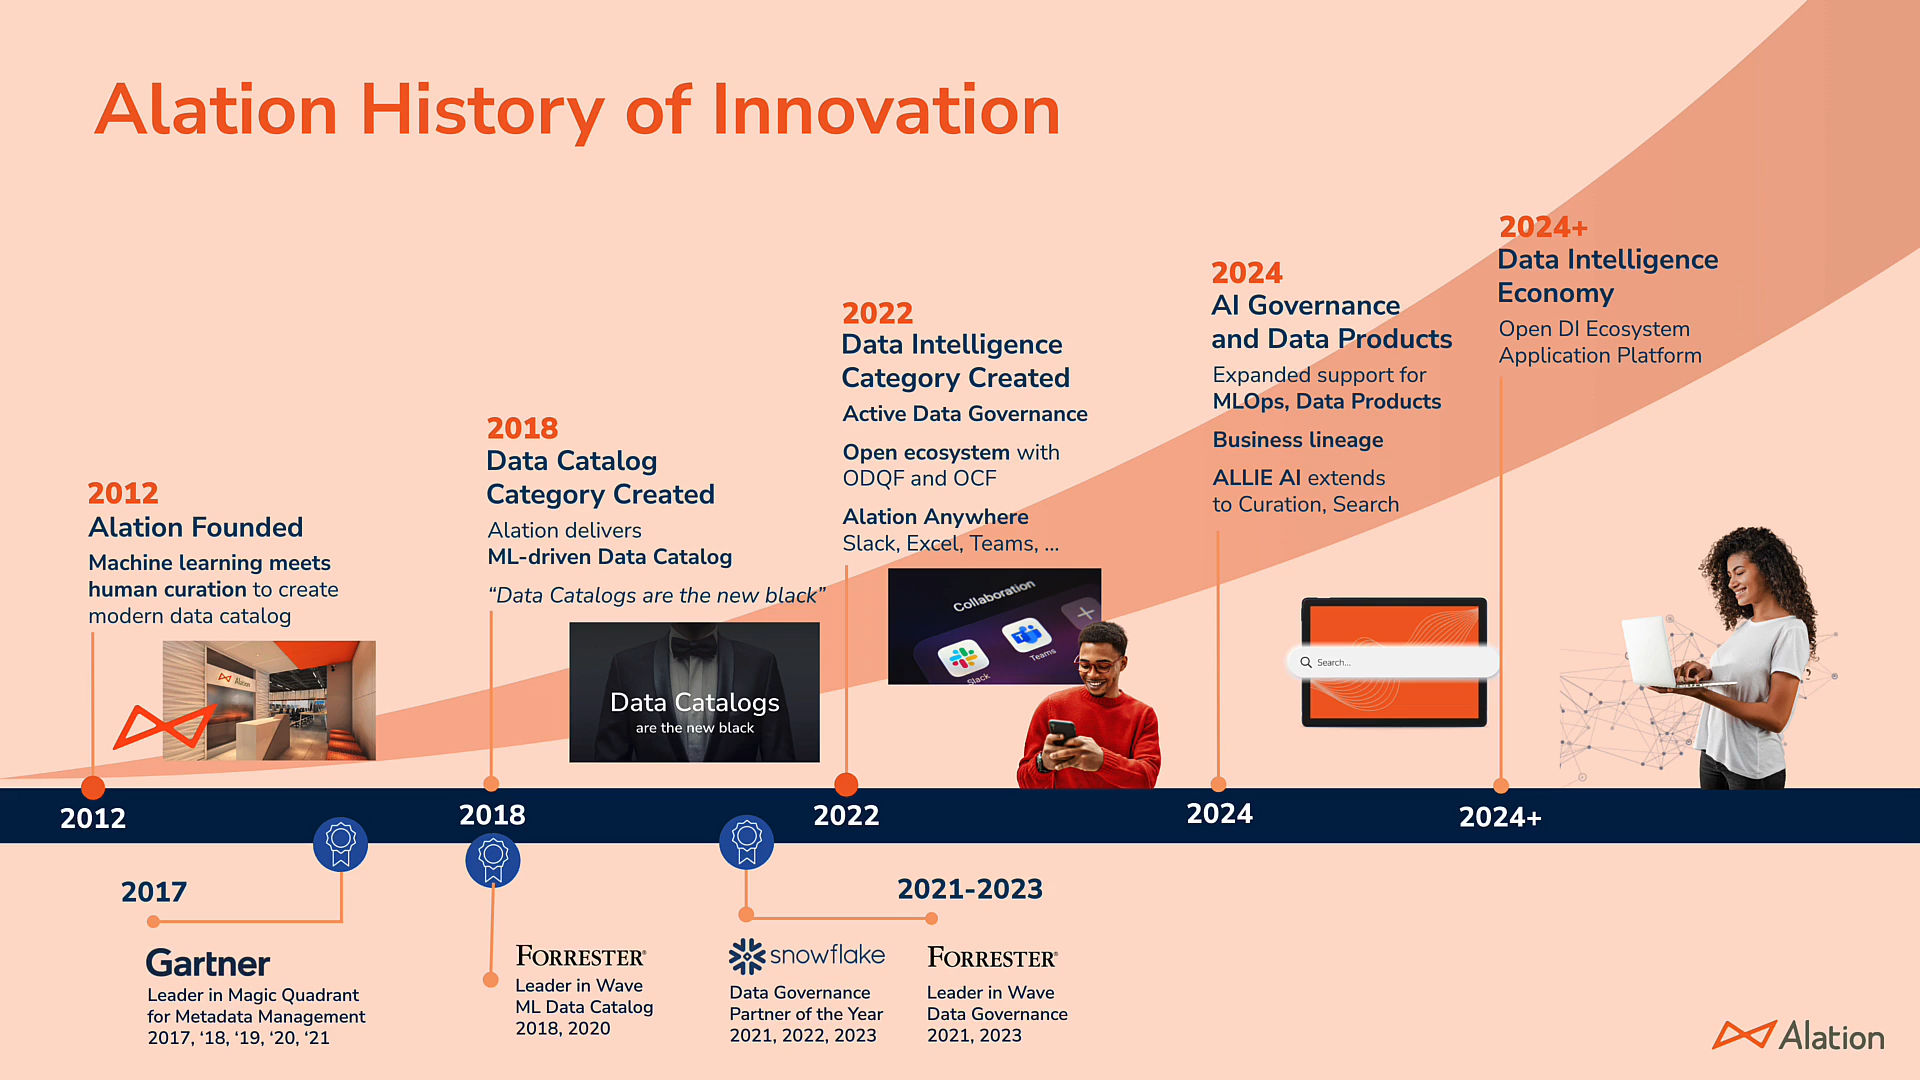 Alation History of Innovation
2012
Alation Founded
Machine learning meets
human curation to create
modern data catalog
Alation
2018
Data Catalog
Category Created
Alation delivers
ML-driven Data Catalog
“Data Catalogs are the new black”
Data Catalogs
are the new black
2022
Data Intelligence
Category Created
Active Data Governance
Open ecosystem with
ODQF and OCF
Alation Anywhere
Slack, Excel, Teams, ...
Collaboration
Slack
Teams
2024
AI Governance
and Data Products
Expanded support for
MLOps, Data Products
Business lineage
ALLIE AI extends
to Curation, Search
Search...
2024+
Data Intelligence
Economy
Open DI Ecosystem
Application Platform
2012
2018
2022
2024
2024+
2017
Gartner
Leader in Magic Quadrant
for Metadata Management
2017, ‘18, ‘19, ‘20, ‘21
FORRESTER®
Leader in Wave
ML Data Catalog
2018, 2020
2021-2023
snowflake
Data Governance
Partner of the Year
2021, 2022, 2023
FORRESTER®
Leader in Wave
Data Governance
2021, 2023
Alation